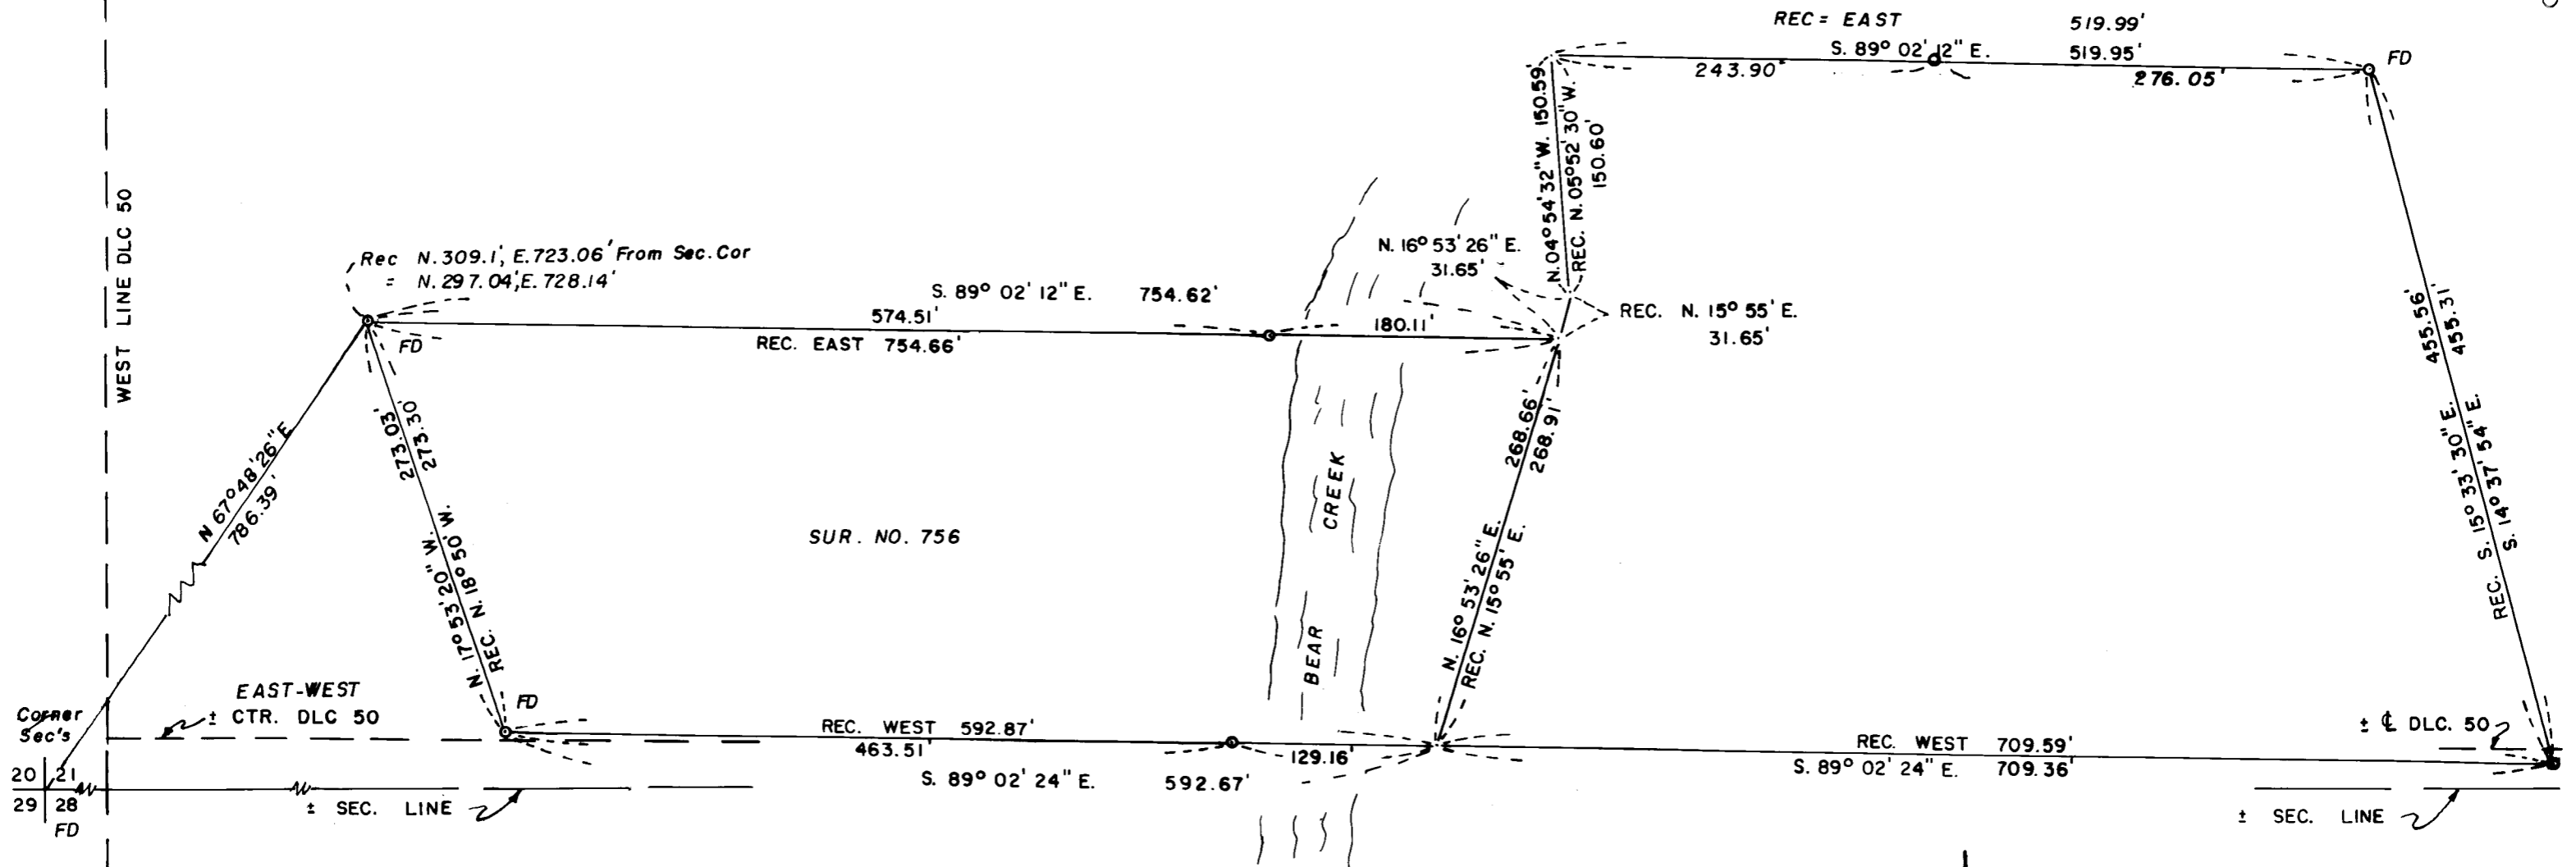 REC = EAST 519.99'
S. 89° 02' 12" E. 519.95'
243.90'
276.05'
FD
N. 04° 54' 32" W. 150.59'
REC. N. 05° 52' 30" W.
150.60'
WEST LINE DLC 50
Rec N. 309.1', E. 723.06' From Sec. Cor
= N. 297.04', E. 728.14'
S. 89° 02' 12" E. 754.62'
574.51'
180.11'
REC. EAST 754.66'
FD
N. 16° 53' 26" E.
31.65'
REC. N. 15° 55' E.
31.65'
N 67° 48' 26" E
786.39'
273.03'
273.30'
N. 17° 53' 20" W.
REC. N. 18° 50' W.
SUR. NO. 756
BEAR CREEK
268.66'
268.91'
N. 16° 53' 26" E.
REC. N. 15° 55' E.
455.56'
455.31'
REC. S. 15° 33' 30" E.
S. 14° 37' 54" E.
EAST-WEST
± CTR. DLC 50
FD
REC. WEST 592.87'
463.51'
129.16'
S. 89° 02' 24" E. 592.67'
REC. WEST 709.59'
S. 89° 02' 24" E. 709.36'
± ℄ DLC. 50
Corner
Sec's
20 21
29 28
FD
± SEC. LINE
± SEC. LINE